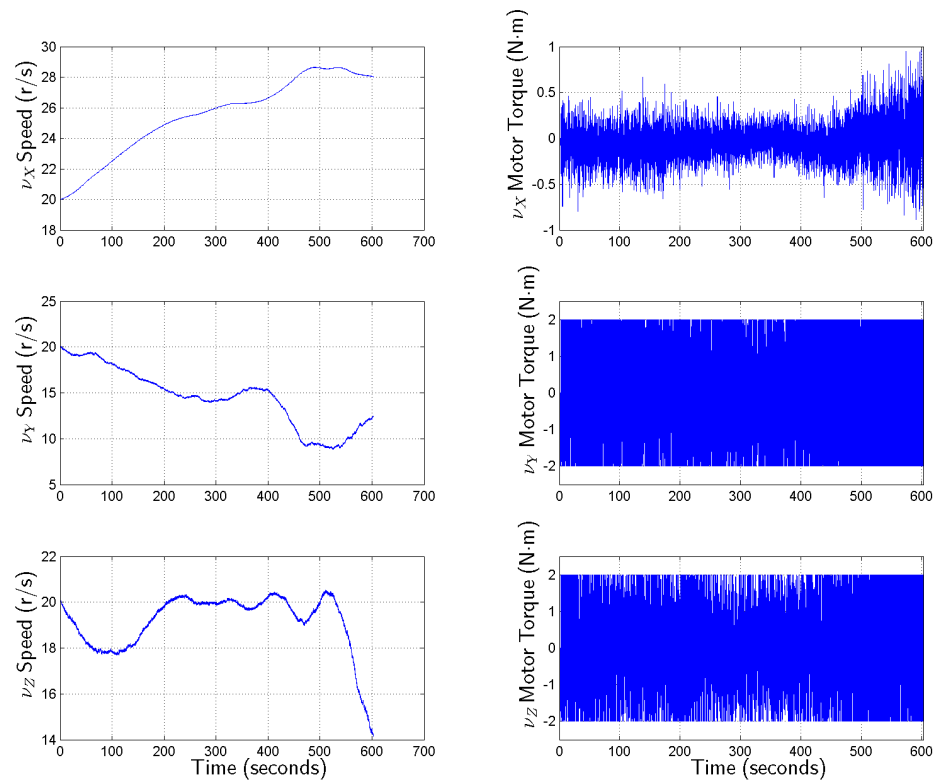 30
28
26
24
22
20
18
0 100 200 300 400 500 600 700
ν_X Speed (r/s)
1
0.5
0
-0.5
-1
0 100 200 300 400 500 600
ν_X Motor Torque (N·m)
25
20
15
10
5
0 100 200 300 400 500 600 700
ν_Y Speed (r/s)
2
1
0
-1
-2
0 100 200 300 400 500 600
ν_Y Motor Torque (N·m)
22
20
18
16
14
0 100 200 300 400 500 600 700
ν_Z Speed (r/s)
Time (seconds)
2
1
0
-1
-2
0 100 200 300 400 500 600
ν_Z Motor Torque (N·m)
Time (seconds)